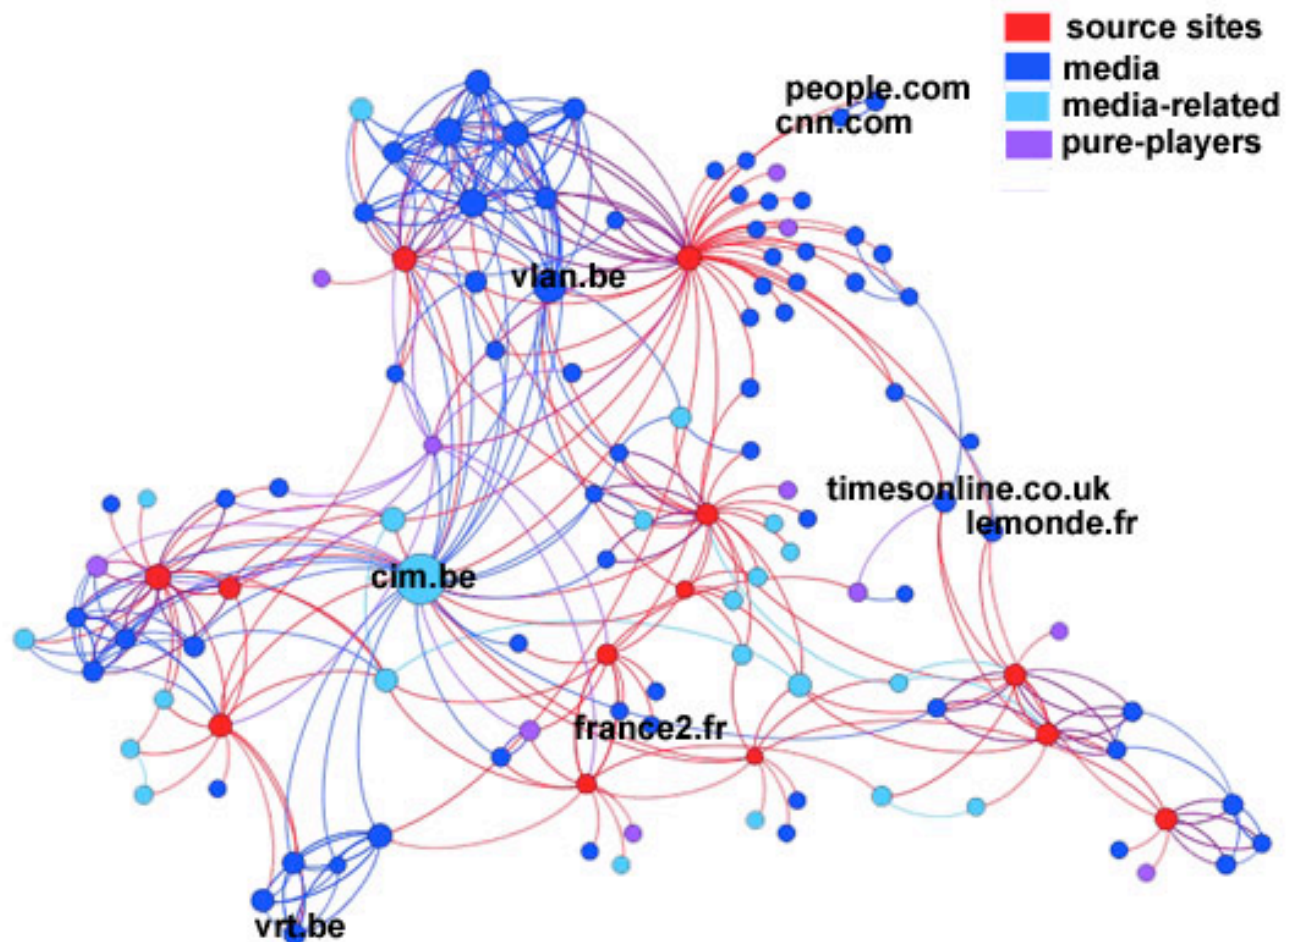 source sites
media
media-related
pure-players
people.com
cnn.com
vlan.be
timesonline.co.uk
lemonde.fr
cim.be
france2.fr
vrt.be